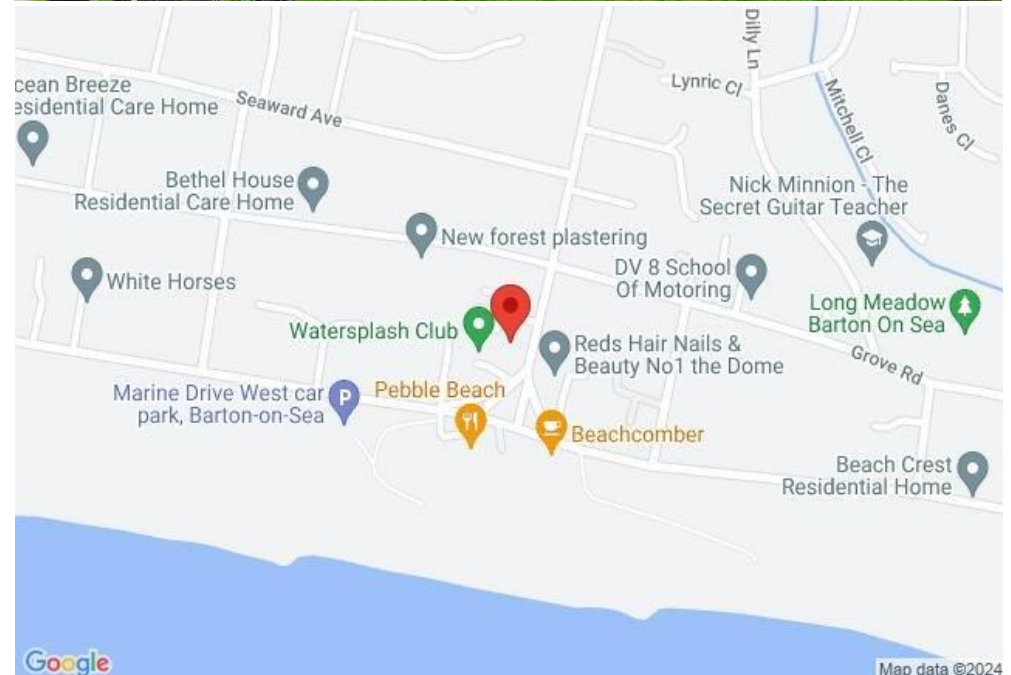 Dilly Ln
Lynric Cl
Mitchell Cl
Danes Cl
cean Breeze
esidential Care Home
Seaward Ave
Bethel House
Residential Care Home
Nick Minnion - The
Secret Guitar Teacher
New forest plastering
DV 8 School
Of Motoring
White Horses
Long Meadow
Barton On Sea
Watersplash Club
Reds Hair Nails &
Beauty No1 the Dome
Grove Rd
Marine Drive West car
park, Barton-on-Sea
P
Pebble Beach
Beachcomber
Beach Crest
Residential Home
Google
Map data ©2024